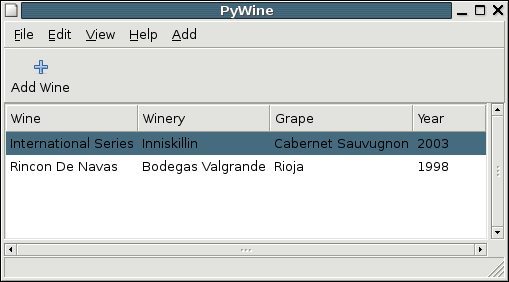 PyWine
File Edit View Help Add
Add Wine
Wine Winery Grape Year
International Series Inniskillin Cabernet Sauvugnon 2003
Rincon De Navas Bodegas Valgrande Rioja 1998